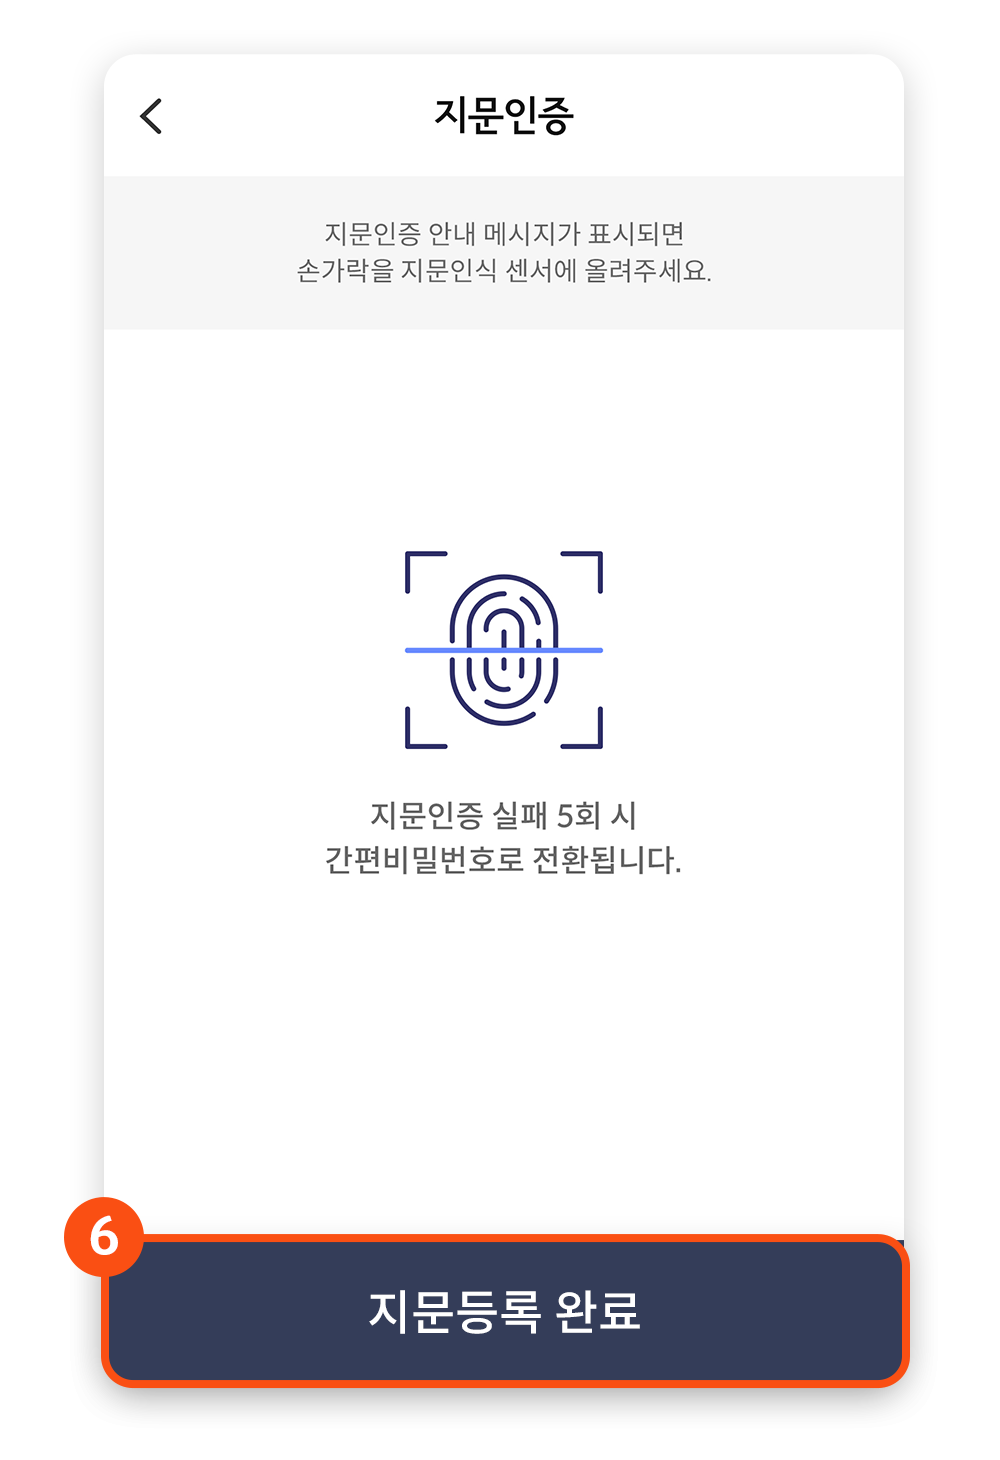 지문인증
지문인증 안내 메시지가 표시되면
손가락을 지문인식 센서에 올려주세요.
지문인증 실패 5회 시
간편비밀번호로 전환됩니다.
6
지문등록 완료